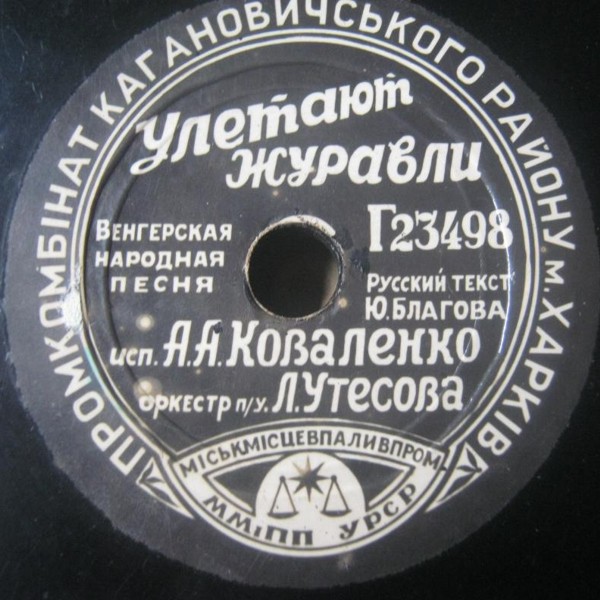 ПРОМКОМБІНАТ КАГАНОВИЧСЬКОГО РАЙОНУ м ХАРКІВ
Улетают
журавли
Венгерская
народная
песня
Г23498
Русский текст
Ю.Благова
исп. А.А.Коваленко
оркестр п/у. Л.Утесова
МІСЬКМІСЦЕВПАЛИВПРОМ
ММіПП УРСР